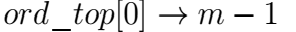 ord_top[0] → m − 1